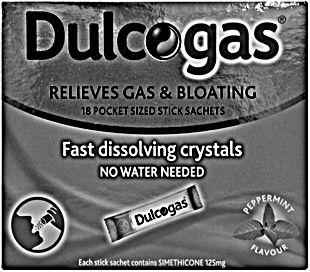 Dulcogas®
RELIEVES GAS & BLOATING
18 POCKET SIZED STICK SACHETS
Fast dissolving crystals
NO WATER NEEDED
Dulcogas
PEPPERMINT
FLAVOUR
Each stick sachet contains SIMETHICONE 125mg